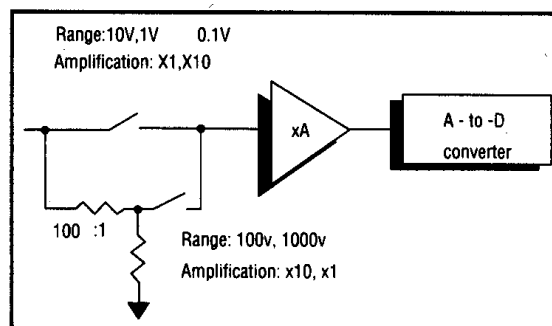 Range:10V,1V 0.1V
Amplification: X1,X10
xA
A - to -D
converter
100 :1
Range: 100v, 1000v
Amplification: x10, x1